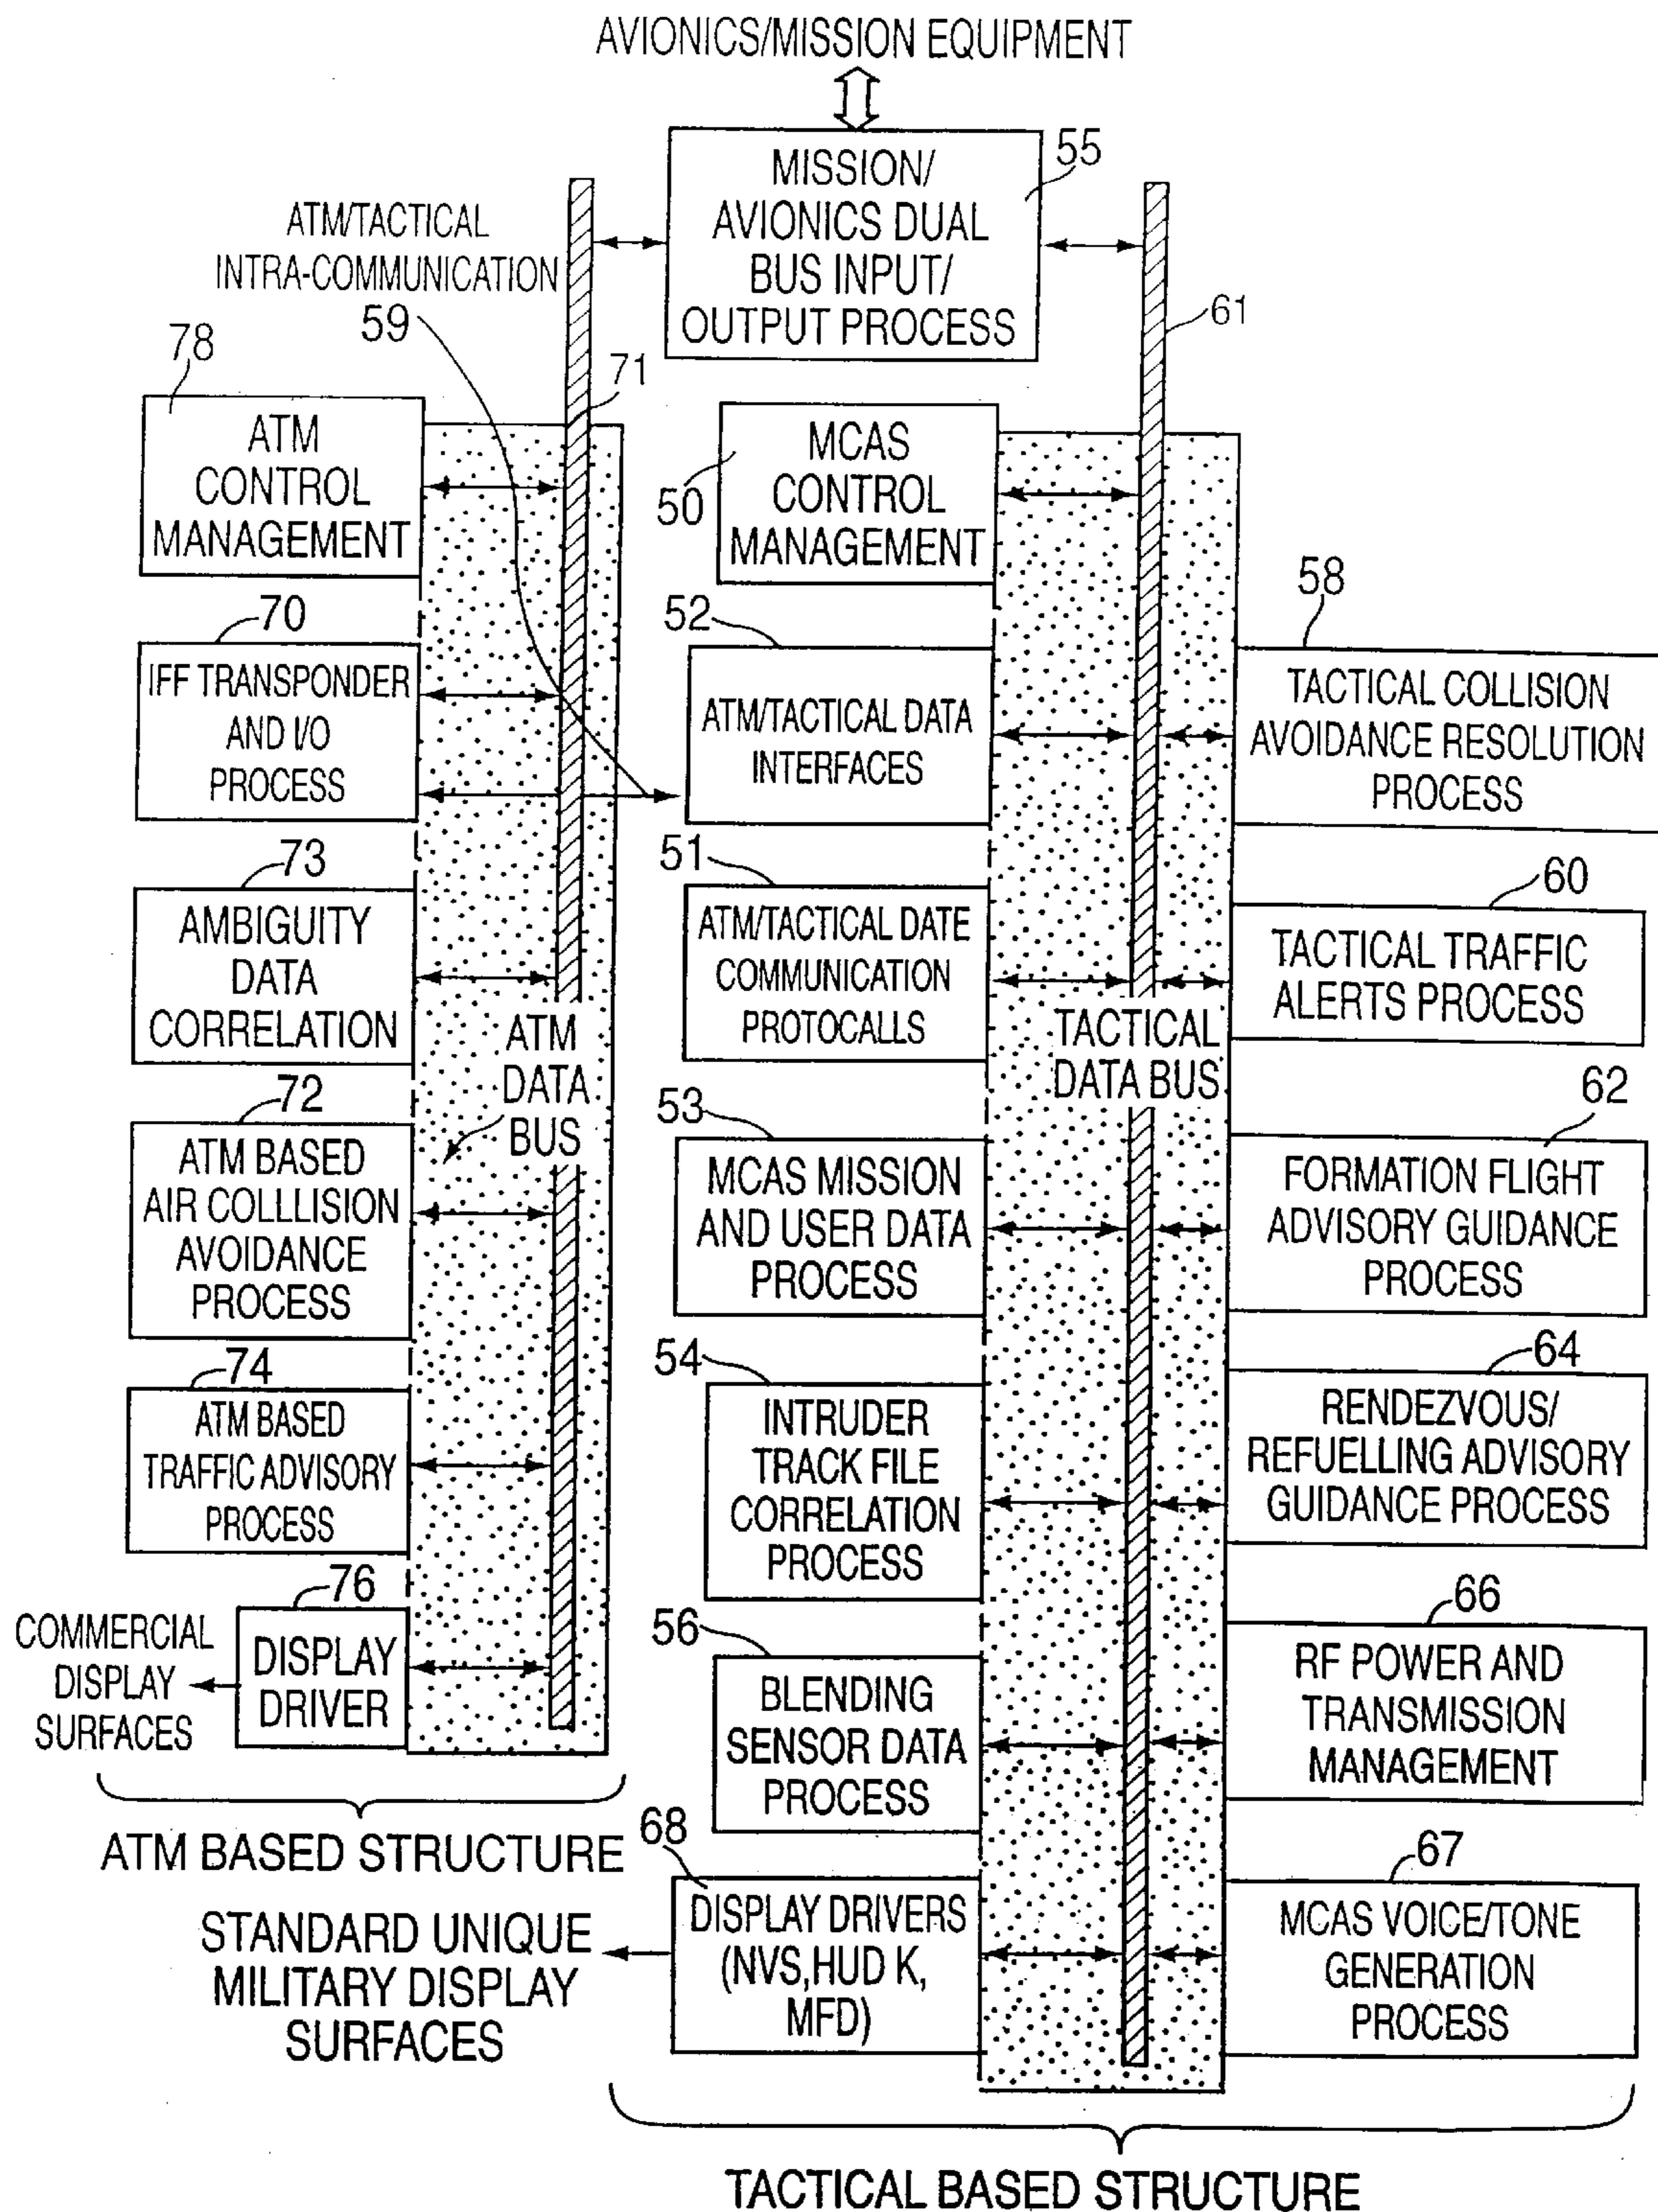 AVIONICS/MISSION EQUIPMENT
MISSION/
AVIONICS DUAL
BUS INPUT/
OUTPUT PROCESS
55
ATM/TACTICAL
INTRA-COMMUNICATION
59
61
71
78
ATM
CONTROL
MANAGEMENT
70
IFF TRANSPONDER
AND I/O
PROCESS
73
AMBIGUITY
DATA
CORRELATION
72
ATM BASED
AIR COLLLISION
AVOIDANCE
PROCESS
74
ATM BASED
TRAFFIC ADVISORY
PROCESS
76
DISPLAY
DRIVER
COMMERCIAL
DISPLAY
SURFACES
ATM
DATA
BUS
ATM BASED STRUCTURE
50
MCAS
CONTROL
MANAGEMENT
52
ATM/TACTICAL DATA
INTERFACES
51
ATM/TACTICAL DATE
COMMUNICATION
PROTOCALLS
53
MCAS MISSION
AND USER DATA
PROCESS
54
INTRUDER
TRACK FILE
CORRELATION
PROCESS
56
BLENDING
SENSOR DATA
PROCESS
68
DISPLAY DRIVERS
(NVS,HUD K,
MFD)
STANDARD UNIQUE
MILITARY DISPLAY
SURFACES
TACTICAL
DATA BUS
58
TACTICAL COLLISION
AVOIDANCE RESOLUTION
PROCESS
60
TACTICAL TRAFFIC
ALERTS PROCESS
62
FORMATION FLIGHT
ADVISORY GUIDANCE
PROCESS
64
RENDEZVOUS/
REFUELLING ADVISORY
GUIDANCE PROCESS
66
RF POWER AND
TRANSMISSION
MANAGEMENT
67
MCAS VOICE/TONE
GENERATION
PROCESS
TACTICAL BASED STRUCTURE